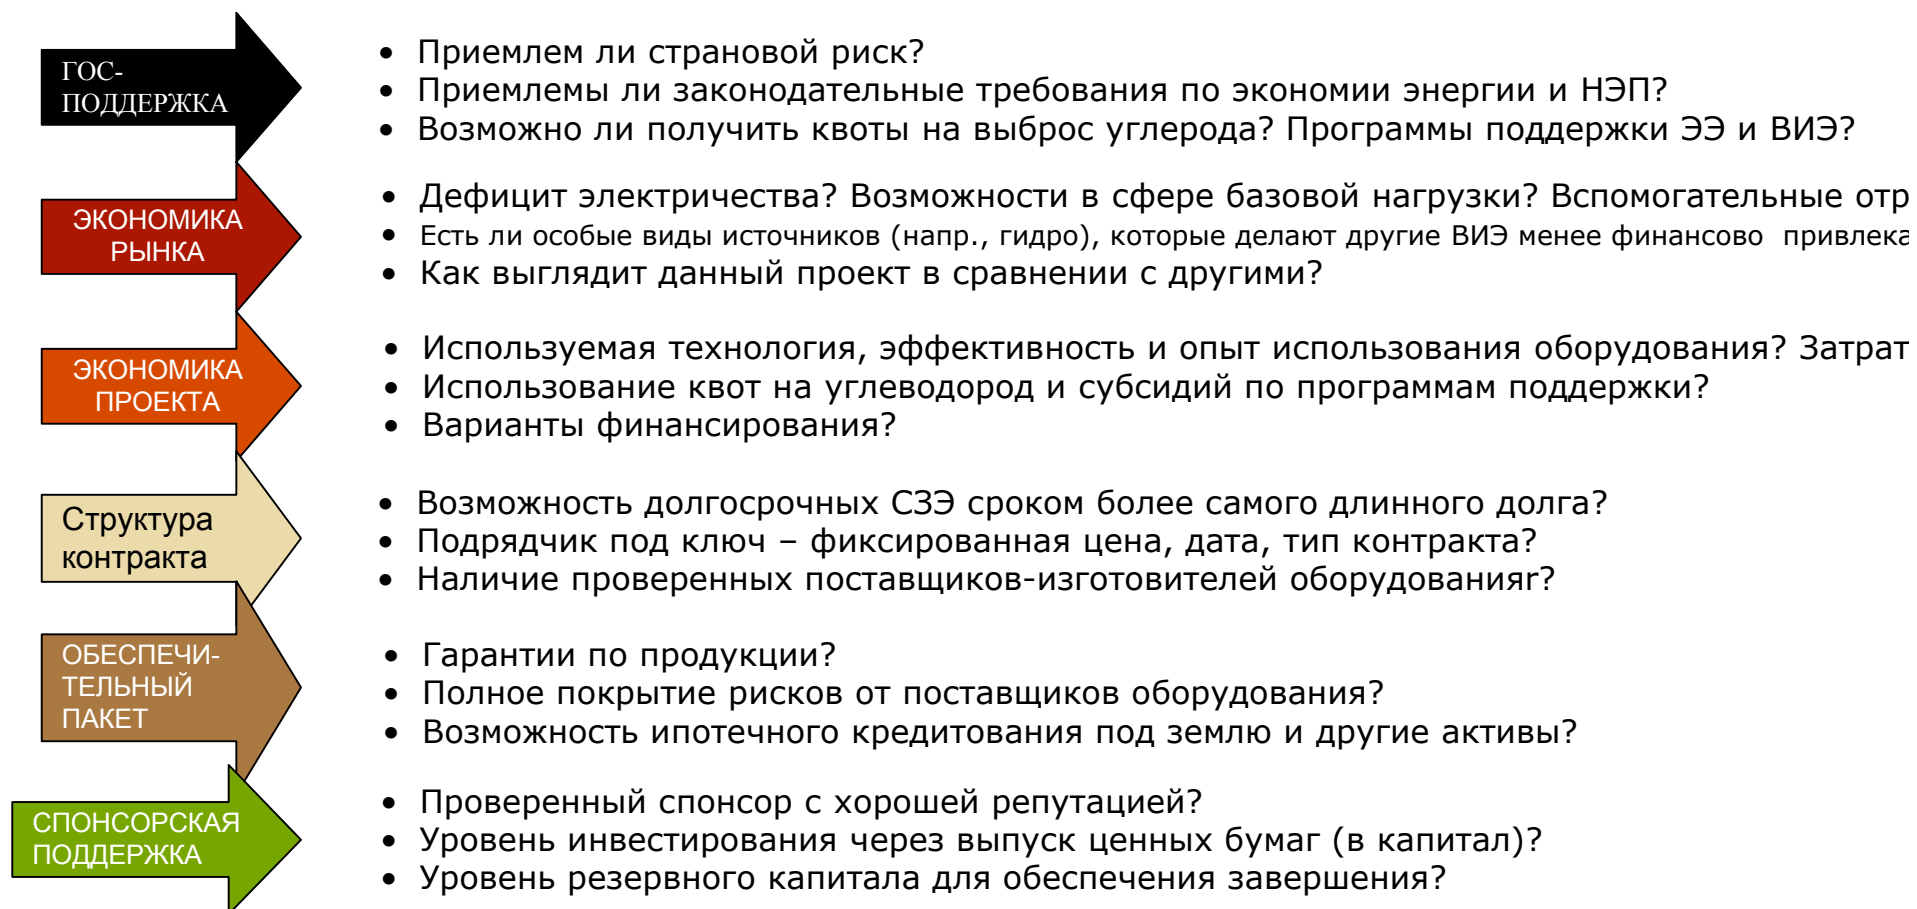 ГОС-
ПОДДЕРЖКА
• Приемлем ли страновой риск?
• Приемлемы ли законодательные требования по экономии энергии и НЭП?
• Возможно ли получить квоты на выброс углерода? Программы поддержки ЭЭ и ВИЭ?
ЭКОНОМИКА
РЫНКА
• Дефицит электричества? Возможности в сфере базовой нагрузки? Вспомогательные отр
• Есть ли особые виды источников (напр., гидро), которые делают другие ВИЭ менее финансово привлека
• Как выглядит данный проект в сравнении с другими?
ЭКОНОМИКА
ПРОЕКТА
• Используемая технология, эффективность и опыт использования оборудования? Затрат
• Использование квот на углеводород и субсидий по программам поддержки?
• Варианты финансирования?
Структура
контракта
• Возможность долгосрочных СЗЭ сроком более самого длинного долга?
• Подрядчик под ключ – фиксированная цена, дата, тип контракта?
• Наличие проверенных поставщиков-изготовителей оборудованияr?
ОБЕСПЕЧИ-
ТЕЛЬНЫЙ
ПАКЕТ
• Гарантии по продукции?
• Полное покрытие рисков от поставщиков оборудования?
• Возможность ипотечного кредитования под землю и другие активы?
СПОНСОРСКАЯ
ПОДДЕРЖКА
• Проверенный спонсор с хорошей репутацией?
• Уровень инвестирования через выпуск ценных бумаг (в капитал)?
• Уровень резервного капитала для обеспечения завершения?